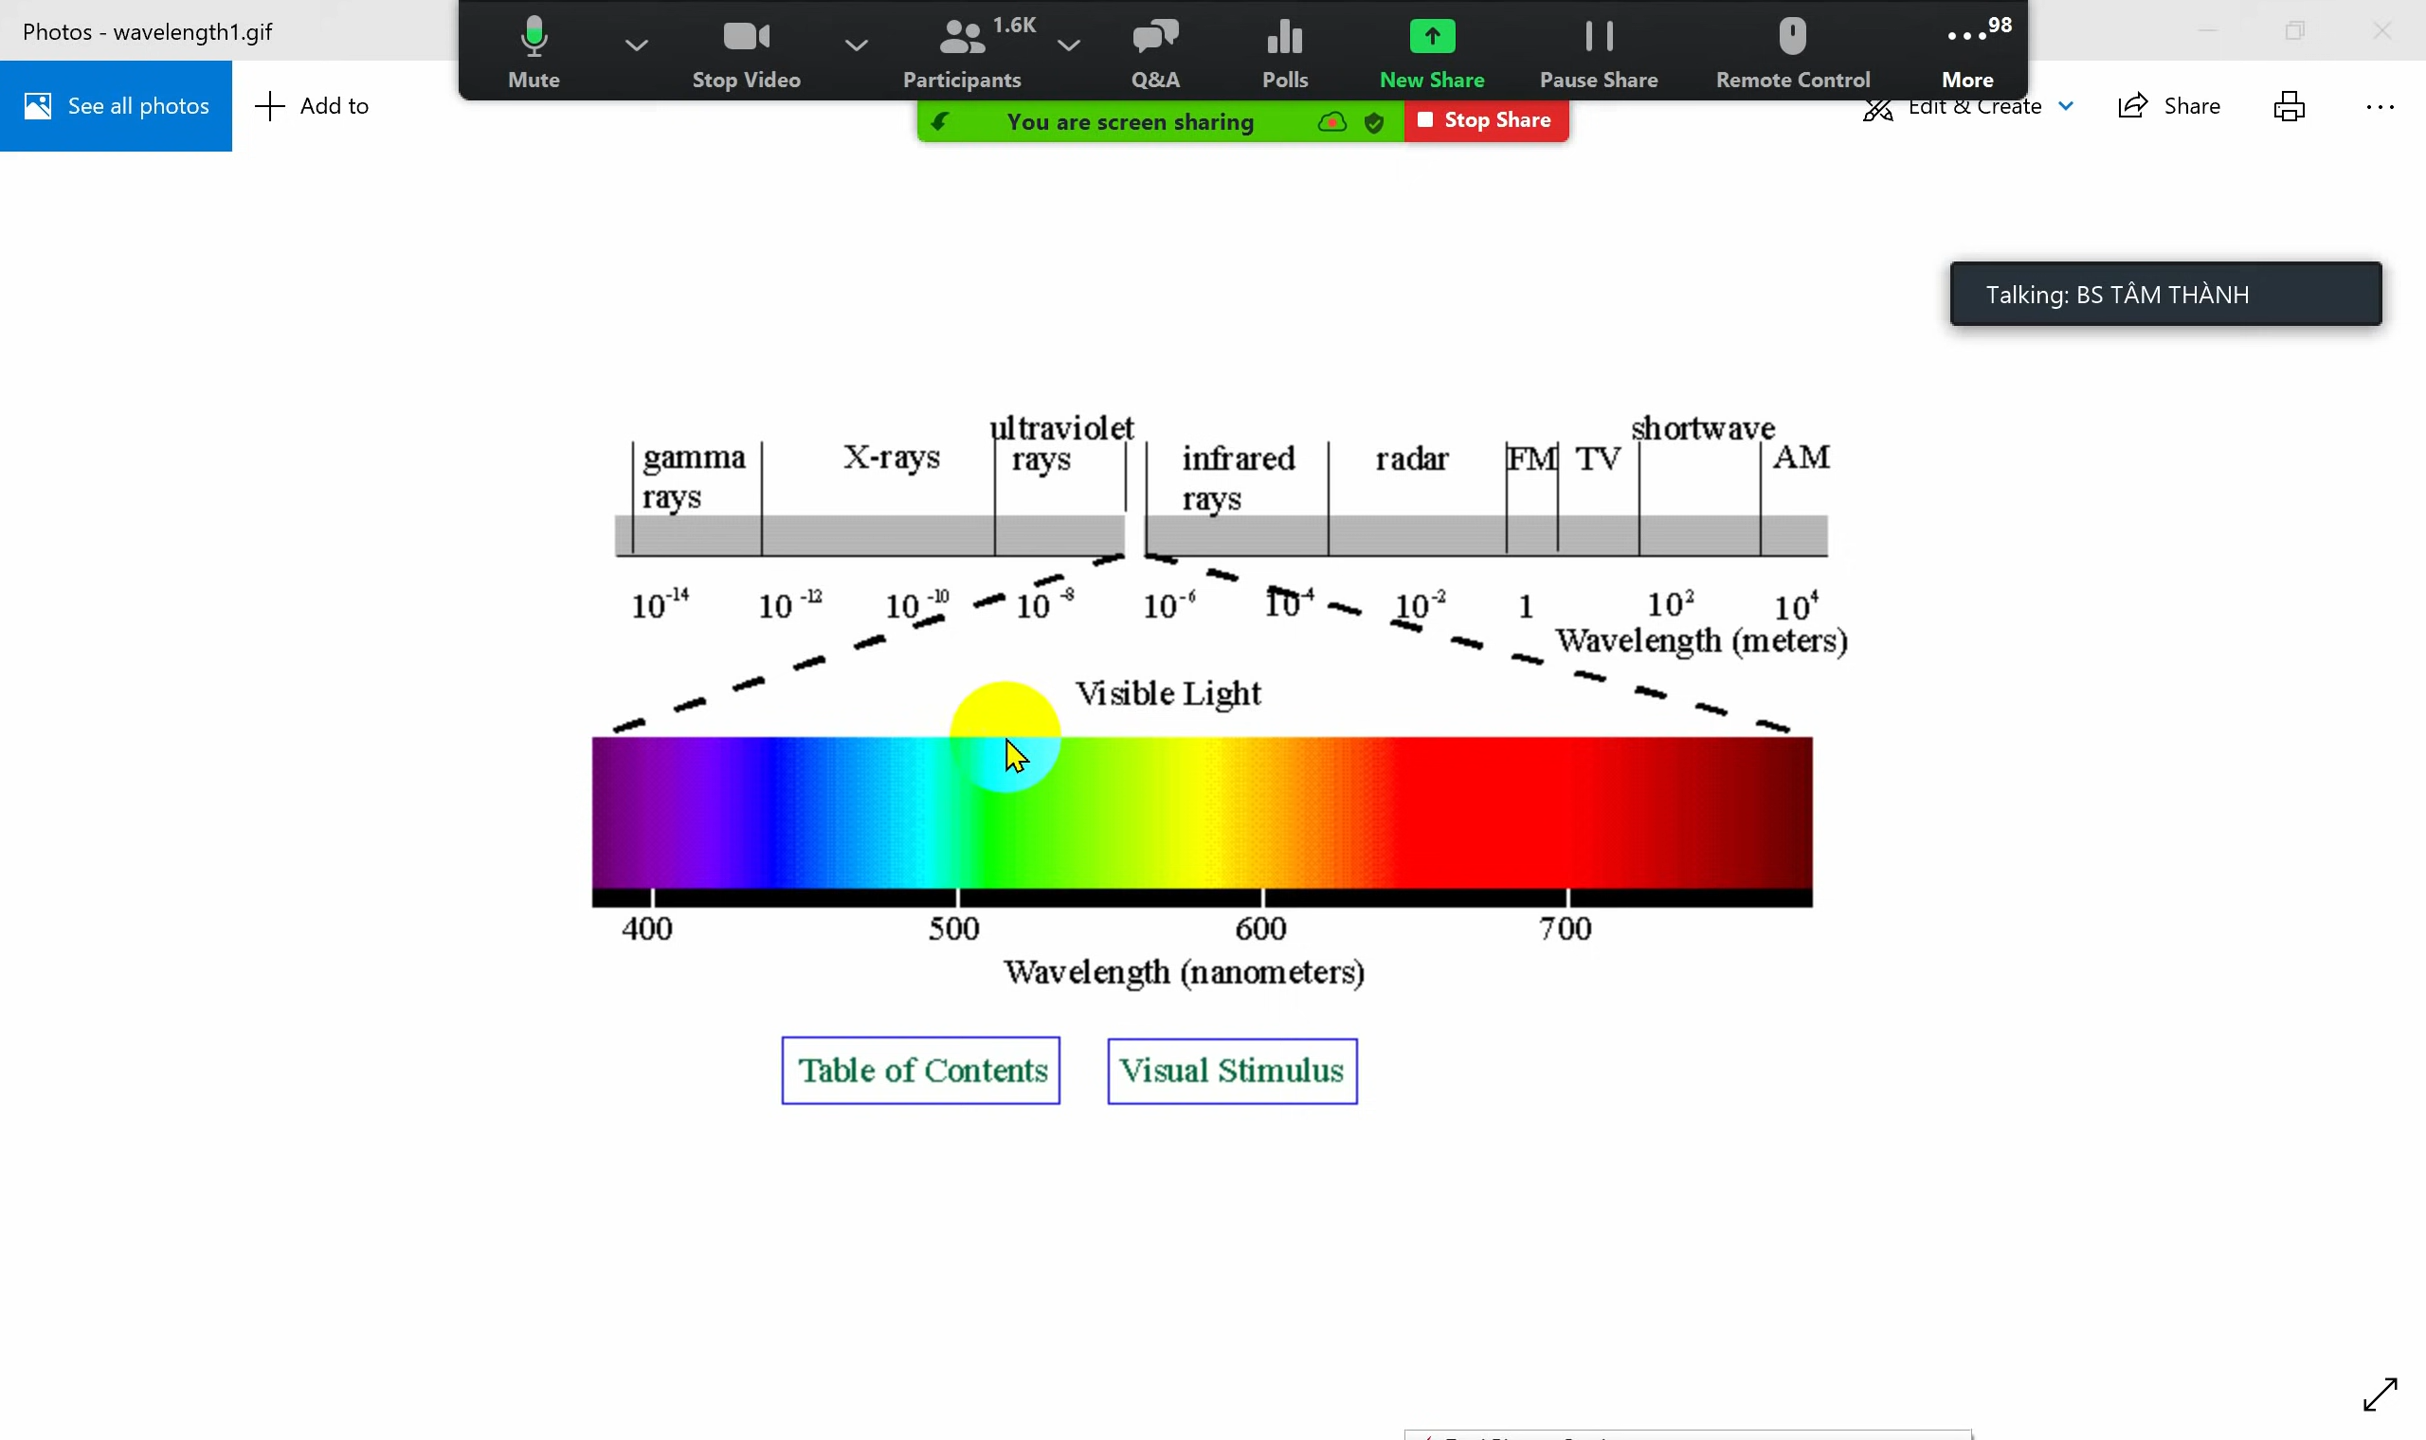 Photos - wavelength1.gif
1.6K
98
Mute
Stop Video
Participants
Q&A
Polls
New Share
Pause Share
Remote Control
More
See all photos
Add to
You are screen sharing
Stop Share
Edit & Create
Share
Talking: BS TÂM THÀNH
gamma rays
X-rays
ultraviolet rays
infrared rays
radar
FM
TV
shortwave
AM
10⁻¹⁴ 10⁻¹² 10⁻¹⁰ 10⁻⁸ 10⁻⁶ 10⁻⁴ 10⁻² 1 10² 10⁴
Wavelength (meters)
Visible Light
400 500 600 700
Wavelength (nanometers)
Table of Contents
Visual Stimulus